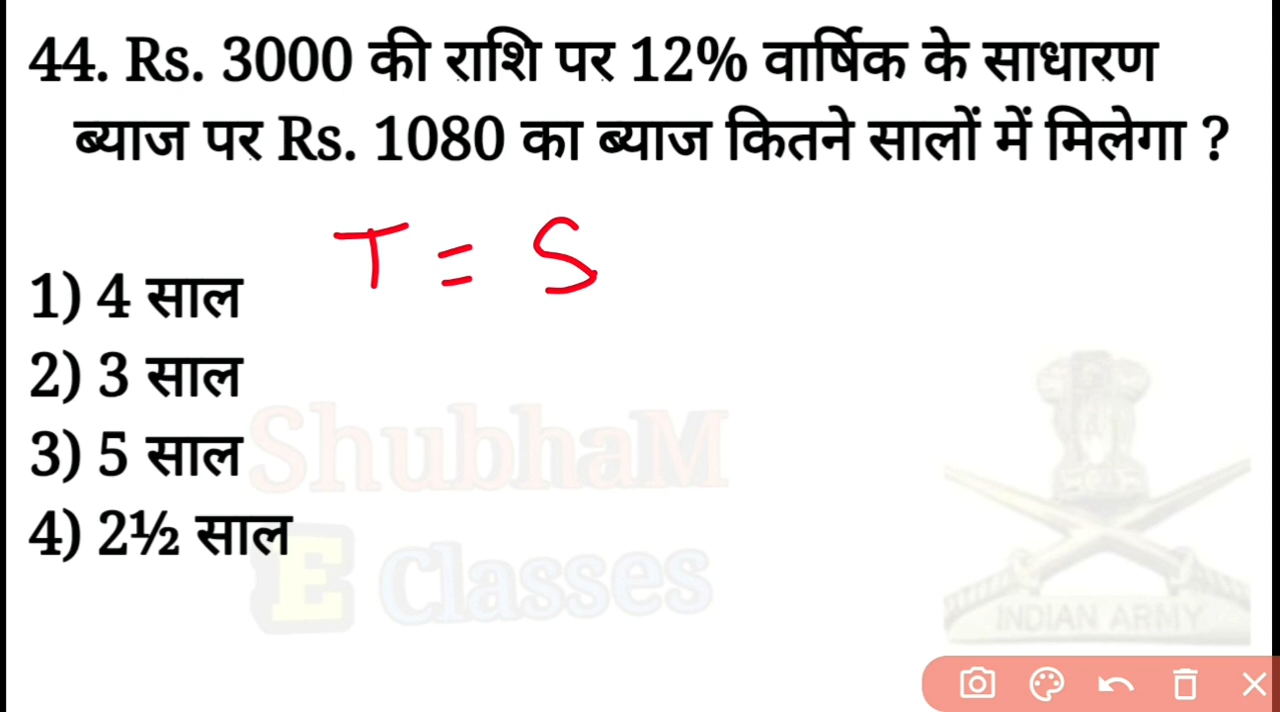 44. Rs. 3000 की राशि पर 12% वार्षिक के साधारण
ब्याज पर Rs. 1080 का ब्याज कितने सालों में मिलेगा ?
T = S
1) 4 साल
2) 3 साल
3) 5 साल
4) 2½ साल
ShubhaM
E Classes
INDIAN ARMY